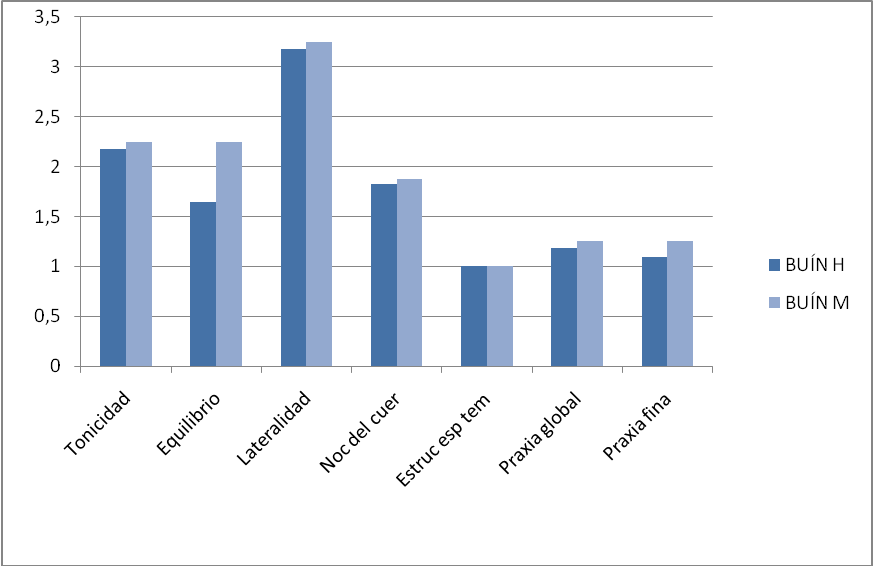 3,5
3
2,5
2
1,5
1
0,5
0
Tonicidad
Equilibrio
Lateralidad
Noc del cuer
Estruc esp tem
Praxia global
Praxia fina
BUÍN H
BUÍN M